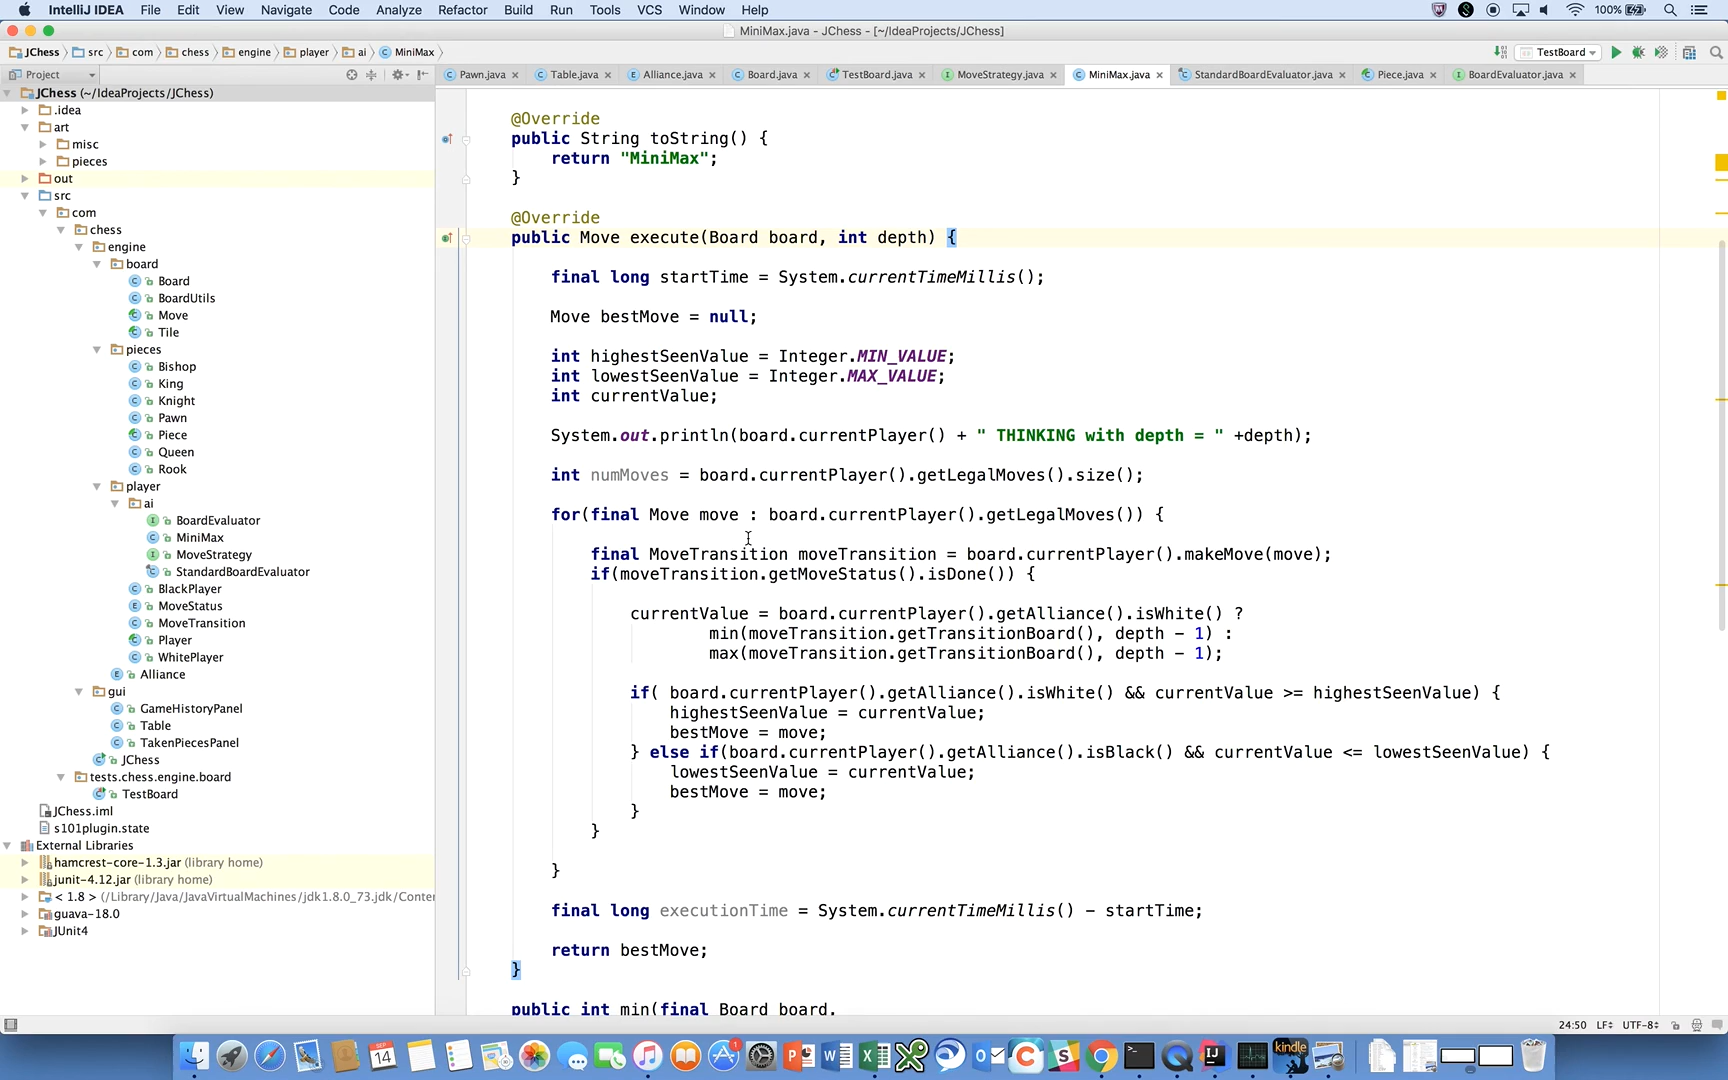 IntelliJ IDEA File Edit View Navigate Code Analyze Refactor Build Run Tools VCS Window Help 100%
MiniMax.java - JChess - [~/IdeaProjects/JChess]
JChess src com chess engine player ai MiniMax TestBoard
Project
Pawn.java Table.java Alliance.java Board.java TestBoard.java MoveStrategy.java MiniMax.java StandardBoardEvaluator.java Piece.java BoardEvaluator.java
JChess (~/IdeaProjects/JChess)
.idea
art
misc
pieces
out
src
com
chess
engine
board
Board
BoardUtils
Move
Tile
pieces
Bishop
King
Knight
Pawn
Piece
Queen
Rook
player
ai
BoardEvaluator
MiniMax
MoveStrategy
StandardBoardEvaluator
BlackPlayer
MoveStatus
MoveTransition
Player
WhitePlayer
Alliance
gui
GameHistoryPanel
Table
TakenPiecesPanel
JChess
tests.chess.engine.board
TestBoard
JChess.iml
s101plugin.state
External Libraries
hamcrest-core-1.3.jar (library home)
junit-4.12.jar (library home)
< 1.8 > (/Library/Java/JavaVirtualMachines/jdk1.8.0_73.jdk/Conter
guava-18.0
JUnit4
@Override
public String toString() {
return "MiniMax";
}
@Override
public Move execute(Board board, int depth) {
final long startTime = System.currentTimeMillis();
Move bestMove = null;
int highestSeenValue = Integer.MIN_VALUE;
int lowestSeenValue = Integer.MAX_VALUE;
int currentValue;
System.out.println(board.currentPlayer() + " THINKING with depth = " +depth);
int numMoves = board.currentPlayer().getLegalMoves().size();
for(final Move move : board.currentPlayer().getLegalMoves()) {
final MoveTransition moveTransition = board.currentPlayer().makeMove(move);
if(moveTransition.getMoveStatus().isDone()) {
currentValue = board.currentPlayer().getAlliance().isWhite() ?
min(moveTransition.getTransitionBoard(), depth - 1) :
max(moveTransition.getTransitionBoard(), depth - 1);
if( board.currentPlayer().getAlliance().isWhite() && currentValue >= highestSeenValue) {
highestSeenValue = currentValue;
bestMove = move;
} else if(board.currentPlayer().getAlliance().isBlack() && currentValue <= lowestSeenValue) {
lowestSeenValue = currentValue;
bestMove = move;
}
}
}
final long executionTime = System.currentTimeMillis() - startTime;
return bestMove;
}
public int min(final Board board,
24:50 LF÷ UTF-8÷
SEP
14
1
kindle